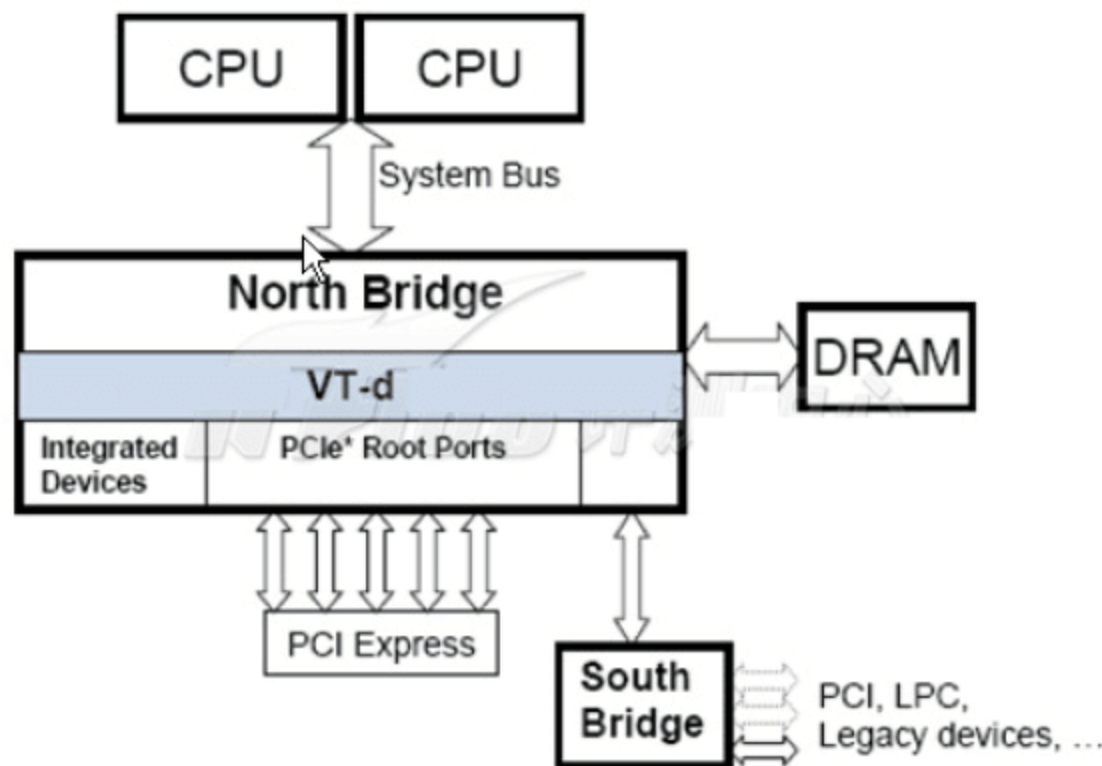 CPU
CPU
System Bus
North Bridge
VT-d
DRAM
Integrated
Devices
PCIe* Root Ports
PCI Express
South
Bridge
PCI, LPC,
Legacy devices, ...